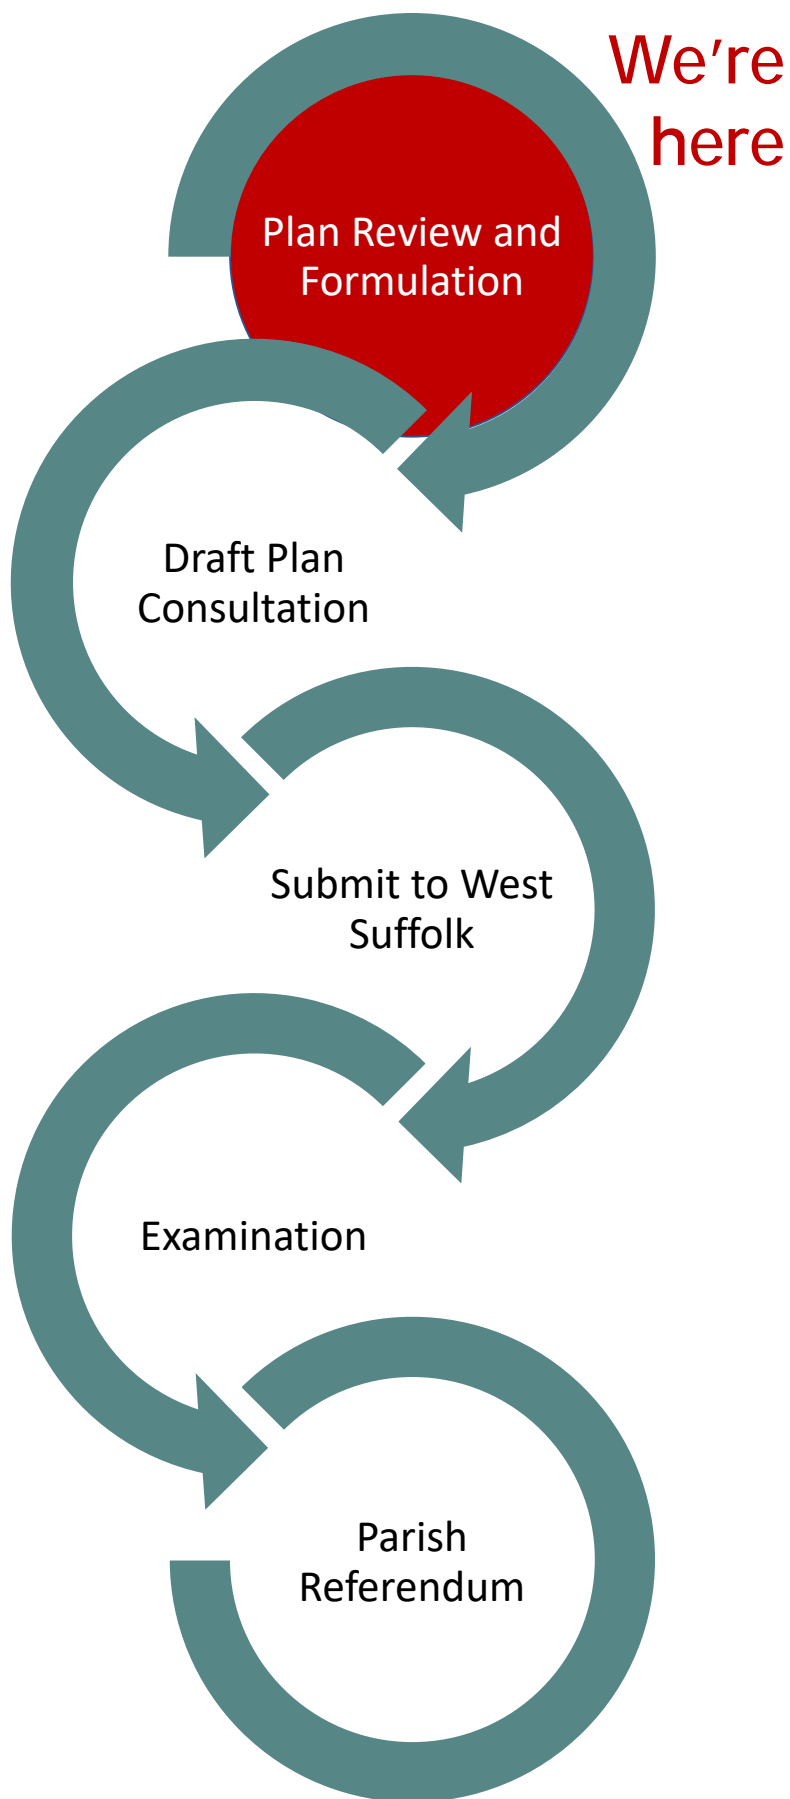 We're
here
Plan Review and
Formulation
Draft Plan
Consultation
Submit to West
Suffolk
Examination
Parish
Referendum